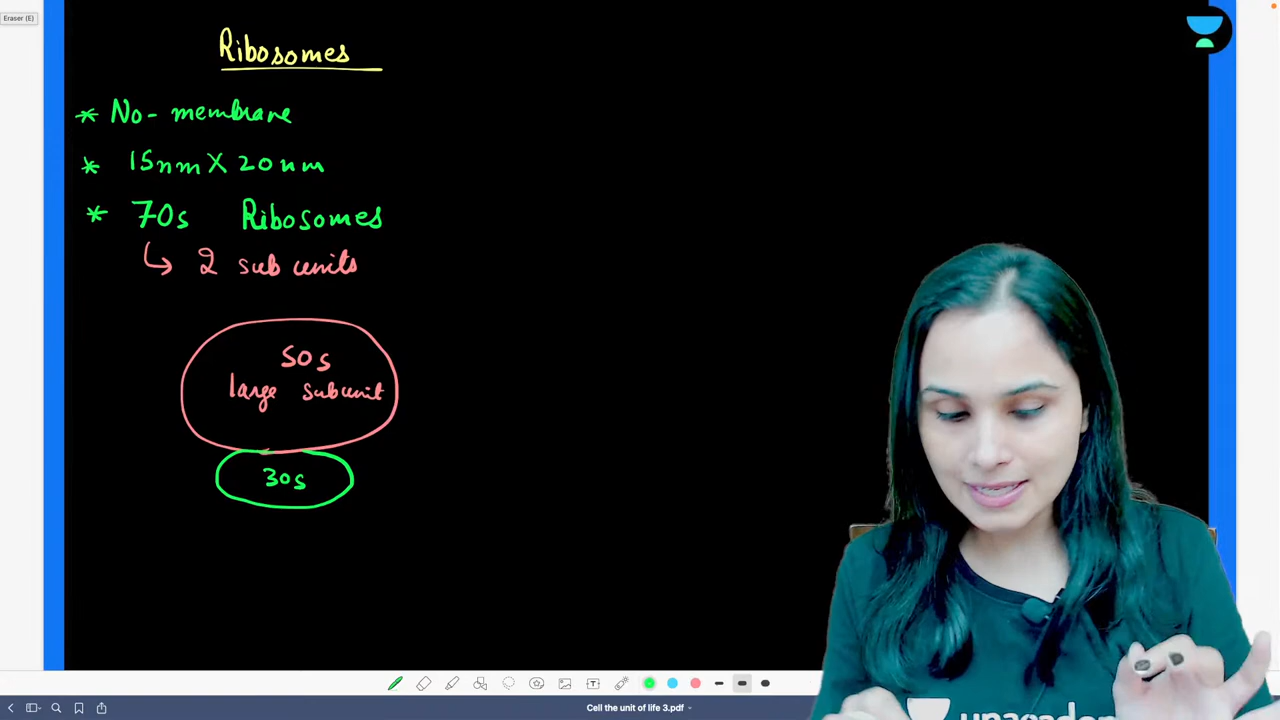 Eraser (E)
Ribosomes
* No- membrane
* 15nm X 20nm
* 70s Ribosomes
↳ 2 sub units
50s
large subunit
30s
unacadem
Cell the unit of life 3.pdf